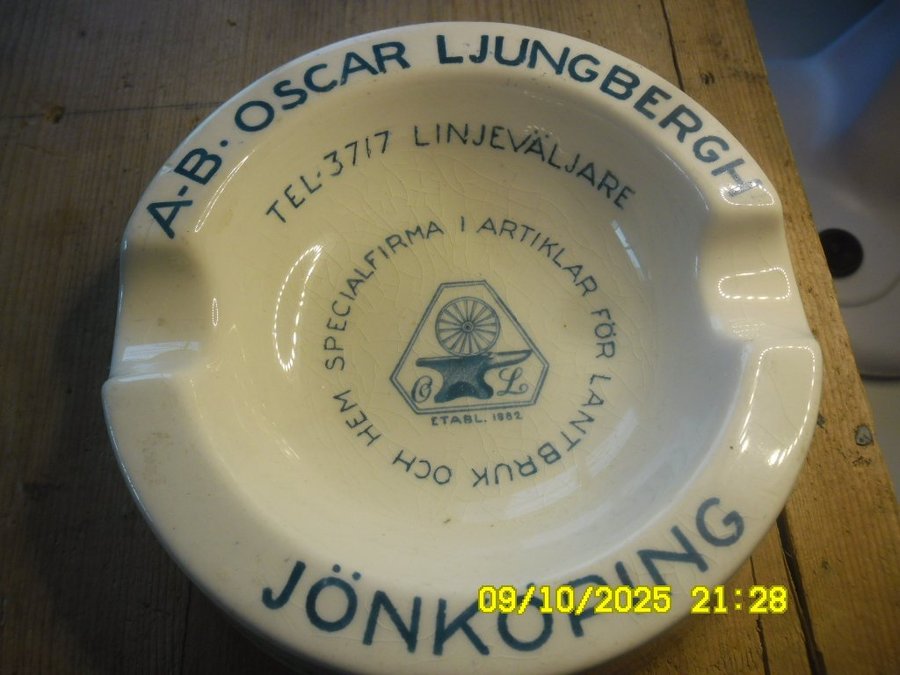 A-B. OSCAR LJUNGBERGH
TEL. 3717 LINJEVÄLJARE
SPECIALFIRMA I ARTIKLAR FÖR LANTBRUK OCH HEM
O L
ETABL. 1882
JÖNKÖPING
09/10/2025 21:28